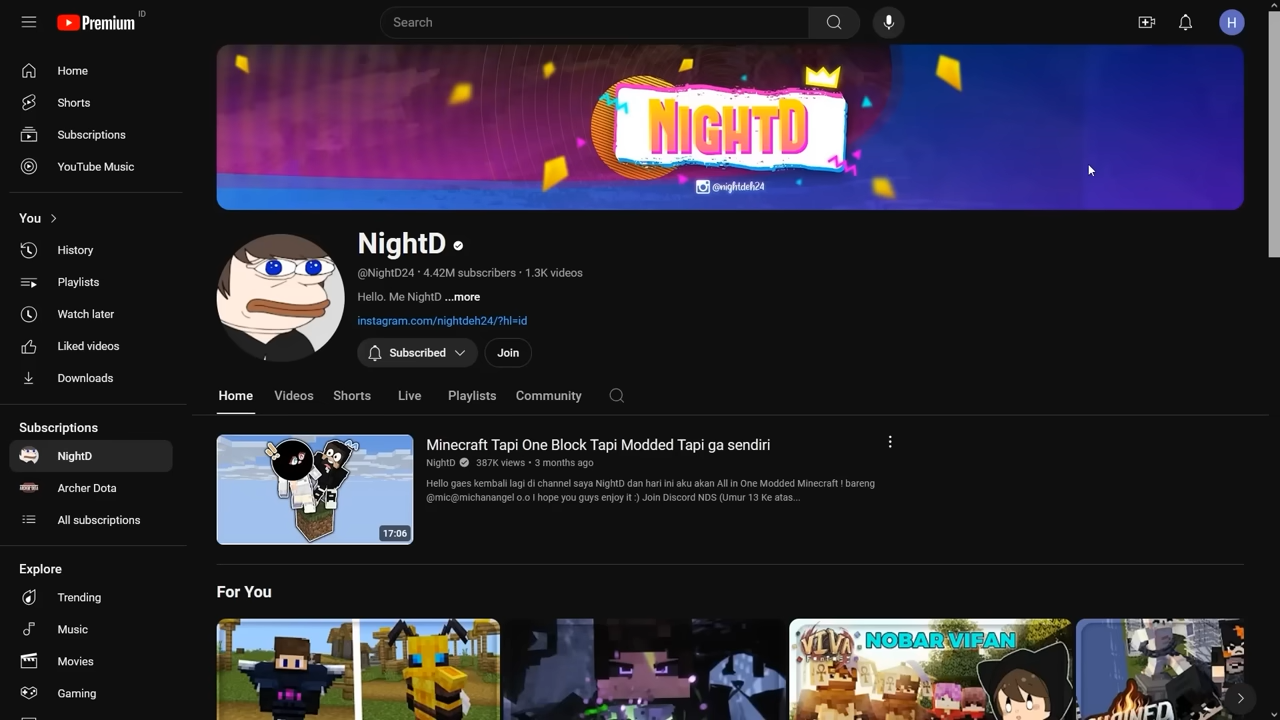 Premium ID
Search
H
Home
Shorts
Subscriptions
YouTube Music
You
History
Playlists
Watch later
Liked videos
Downloads
Subscriptions
NightD
Archer Dota
All subscriptions
Explore
Trending
Music
Movies
Gaming
NIGHTD
@nightdeh24
NightD
@NightD24 • 4.42M subscribers • 1.3K videos
Hello. Me NightD ...more
instagram.com/nightdeh24/?hl=id
Subscribed
Join
Home
Videos
Shorts
Live
Playlists
Community
17:06
Minecraft Tapi One Block Tapi Modded Tapi ga sendiri
NightD 387K views • 3 months ago
Hello gaes kembali lagi di channel saya NightD dan hari ini aku akan All in One Modded Minecraft ! bareng
@mic@michanangel o.o I hope you guys enjoy it :) Join Discord NDS (Umur 13 Ke atas...
For You
VIVA
NOBAR VIFAN